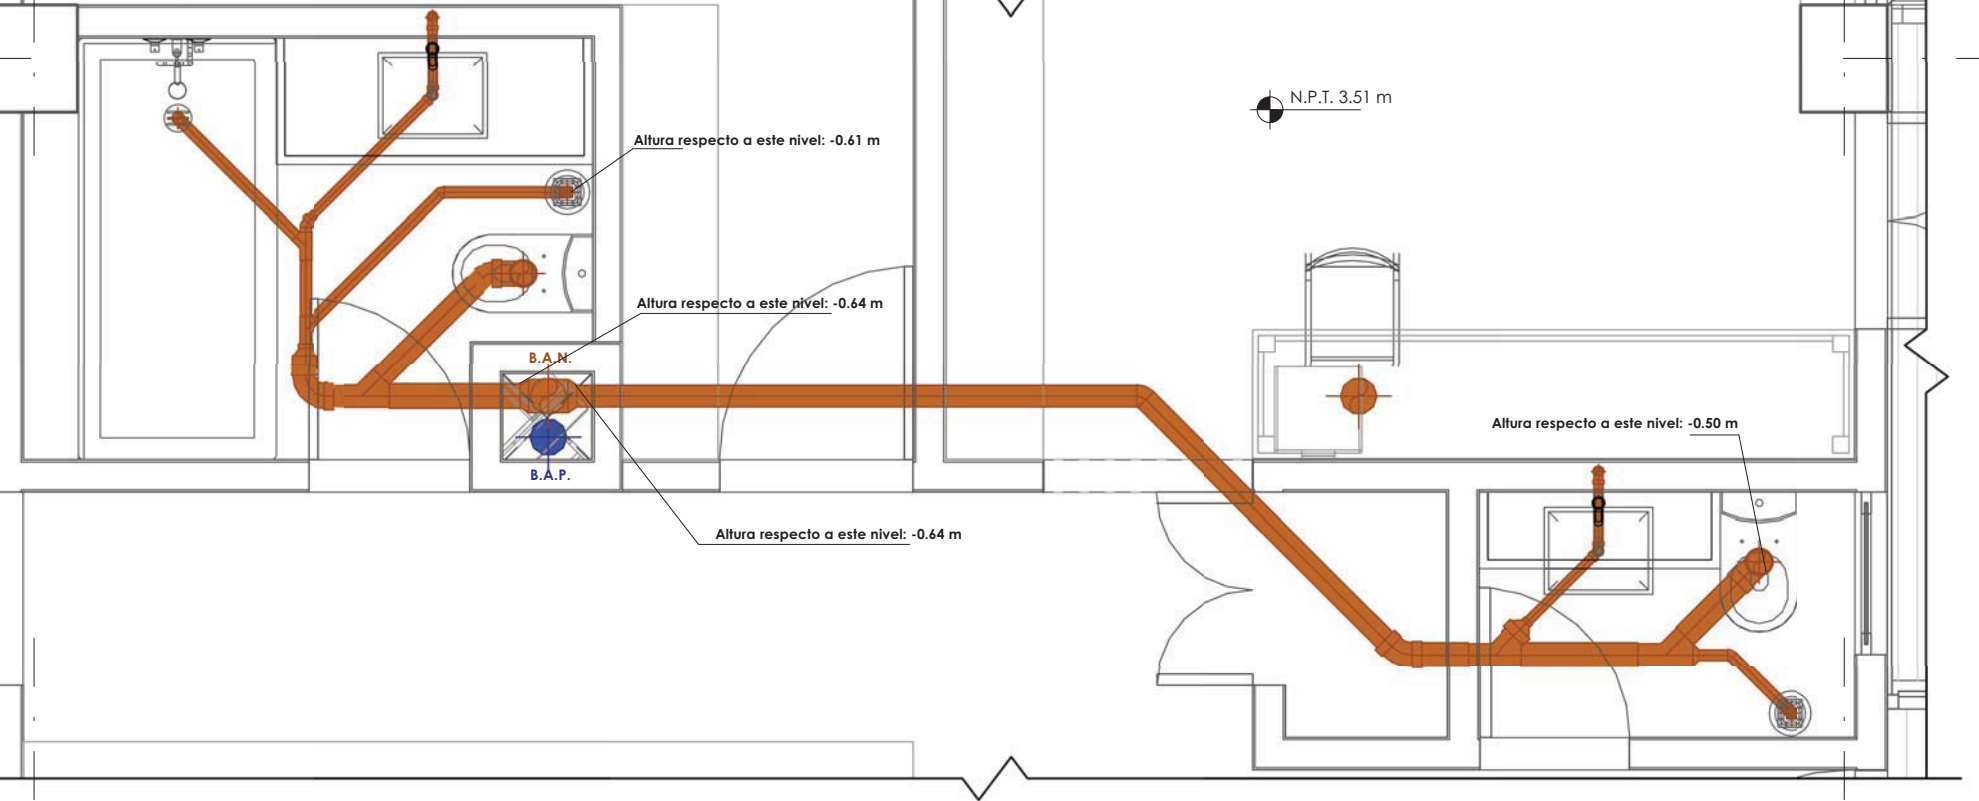 N.P.T. 3.51 m
Altura respecto a este nivel: -0.61 m
Altura respecto a este nivel: -0.64 m
B.A.N.
Altura respecto a este nivel: -0.50 m
B.A.P.
Altura respecto a este nivel: -0.64 m